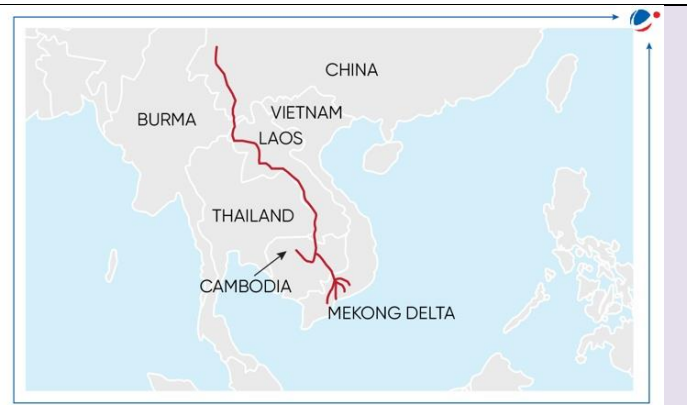 CHINA
VIETNAM
BURMA
LAOS
THAILAND
CAMBODIA
MEKONG DELTA